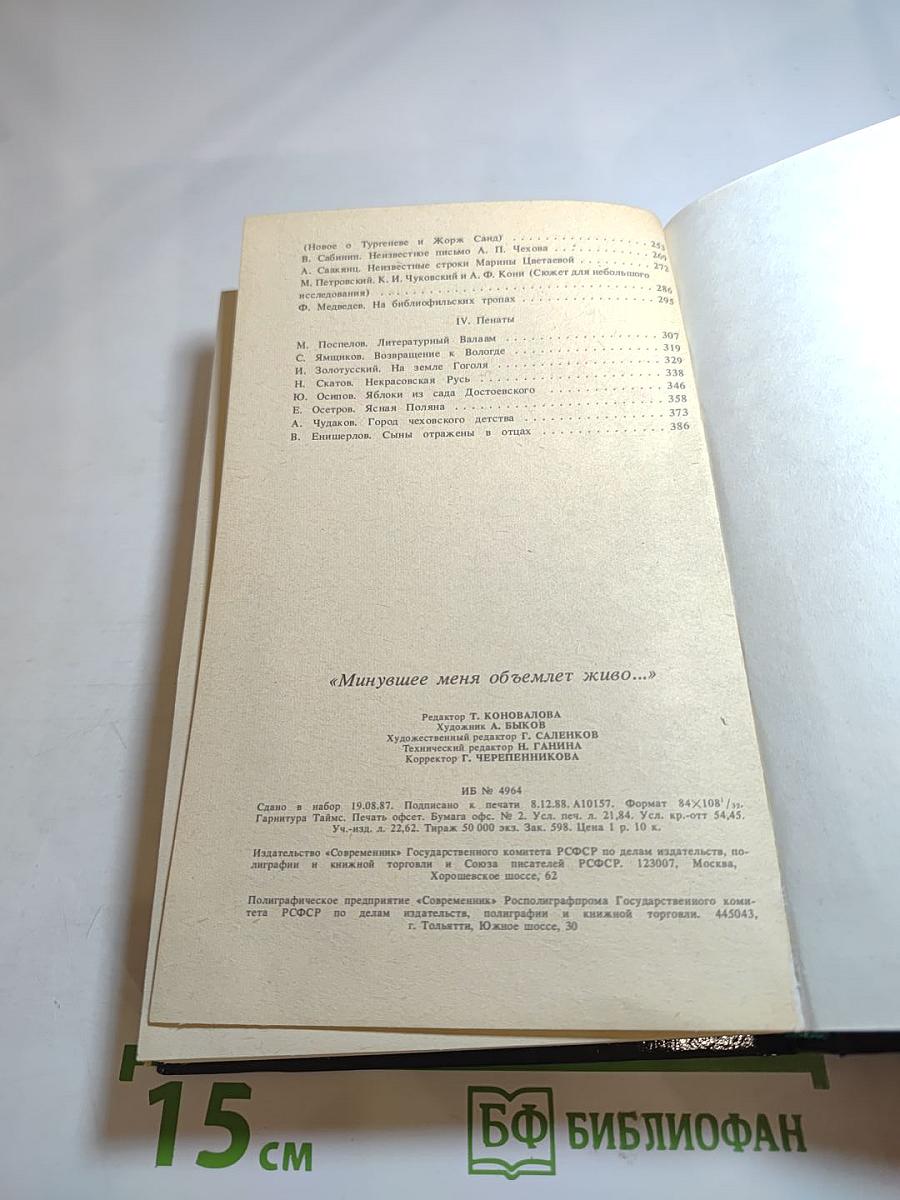 (Новое о Тургеневе и Жорж Санд) . . . . . . . . . . . . . . . 253
В. Сабинин. Неизвестное письмо А. П. Чехова . . . . . . . . . 269
А. Саакянц. Неизвестные строки Марины Цветаевой . . . . . . 272
М. Петровский. К. И. Чуковский и А. Ф. Кони (Сюжет для небольшого
исследования) . . . . . . . . . . . . . . . . . . . . . . . . 286
Ф. Медведев. На библиофильских тропах . . . . . . . . . . . . 295
IV. Пенаты
М. Поспелов. Литературный Валаам . . . . . . . . . . . . . . 307
С. Ямщиков. Возвращение к Вологде . . . . . . . . . . . . . . 319
И. Золотусский. На земле Гоголя . . . . . . . . . . . . . . . 329
Н. Скатов. Некрасовская Русь . . . . . . . . . . . . . . . . 338
Ю. Осипов. Яблоки из сада Достоевского . . . . . . . . . . . 346
Е. Осетров. Ясная Поляна . . . . . . . . . . . . . . . . . . 358
А. Чудаков. Город чеховского детства . . . . . . . . . . . . 373
В. Енишерлов. Сыны отражены в отцах . . . . . . . . . . . . . 386
«Минувшее меня объемлет живо...»
Редактор Т. КОНОВАЛОВА
Художник А. БЫКОВ
Художественный редактор Г. САЛЕНКОВ
Технический редактор Н. ГАНИНА
Корректор Г. ЧЕРЕПЕННИКОВА
ИБ № 4964
Сдано в набор 19.08.87. Подписано к печати 8.12.88. А10157. Формат 84×108¹/₃₂.
Гарнитура Таймс. Печать офсет. Бумага офс. № 2. Усл. печ. л. 21,84. Усл. кр.-отт 54,45.
Уч.-изд. л. 22,62. Тираж 50 000 экз. Зак. 598. Цена 1 р. 10 к.
Издательство «Современник» Государственного комитета РСФСР по делам издательств, по-
лиграфии и книжной торговли и Союза писателей РСФСР. 123007, Москва,
Хорошевское шоссе, 62
Полиграфическое предприятие «Современник» Росполиграфпрома Государственного коми-
тета РСФСР по делам издательств, полиграфии и книжной торговли. 445043,
г. Тольятти, Южное шоссе, 30
15 см
БФ БИБЛИОФАН